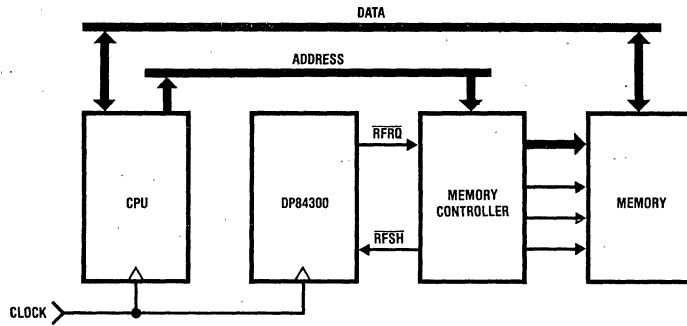 DATA
ADDRESS
CPU
DP84300
RFRQ
RFSH
MEMORY
CONTROLLER
MEMORY
CLOCK